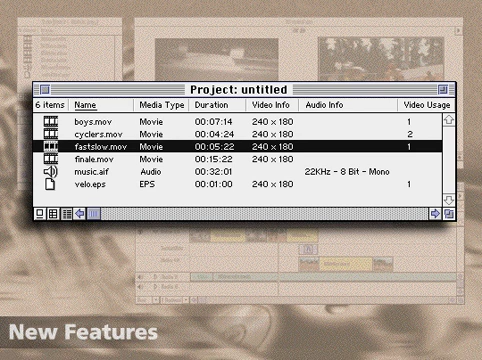 Project: untitled
6 items Name Media Type Duration Video Info Audio Info Video Usage
boys.mov Movie 00:07:14 240 x 180 1
cyclers.mov Movie 00:04:24 240 x 180 2
fastslow.mov Movie 00:05:22 240 x 180 1
finale.mov Movie 00:15:22 240 x 180
music.aif Audio 00:32:01 22KHz - 8 Bit - Mono
velo.eps EPS 00:01:00 240 x 180 1
New Features